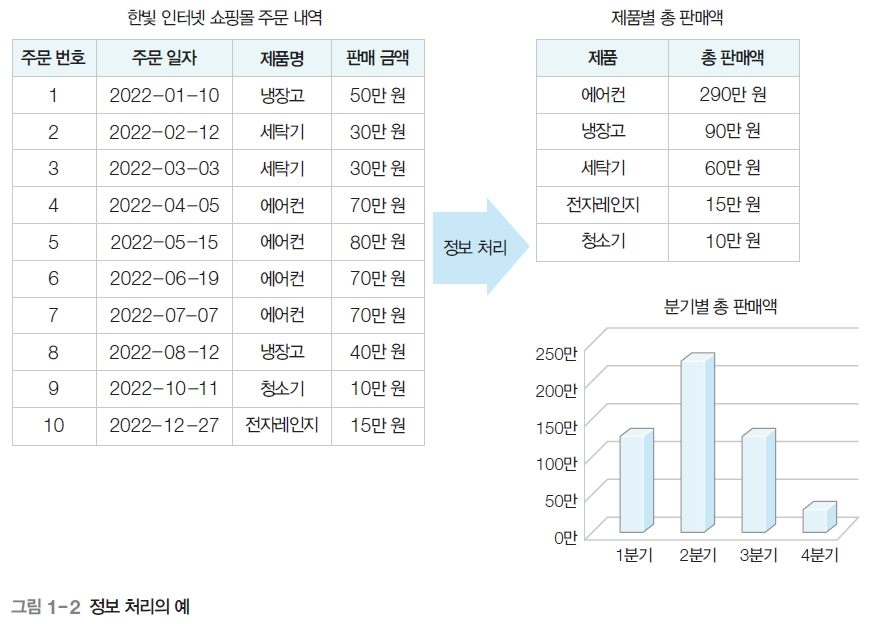 한빛 인터넷 쇼핑몰 주문 내역
주문 번호 주문 일자 제품명 판매 금액
1 2022-01-10 냉장고 50만 원
2 2022-02-12 세탁기 30만 원
3 2022-03-03 세탁기 30만 원
4 2022-04-05 에어컨 70만 원
5 2022-05-15 에어컨 80만 원
6 2022-06-19 에어컨 70만 원
7 2022-07-07 에어컨 70만 원
8 2022-08-12 냉장고 40만 원
9 2022-10-11 청소기 10만 원
10 2022-12-27 전자레인지 15만 원
정보 처리
제품별 총 판매액
제품 총 판매액
에어컨 290만 원
냉장고 90만 원
세탁기 60만 원
전자레인지 15만 원
청소기 10만 원
분기별 총 판매액
250만
200만
150만
100만
50만
0만
1분기 2분기 3분기 4분기
그림 1-2 정보 처리의 예